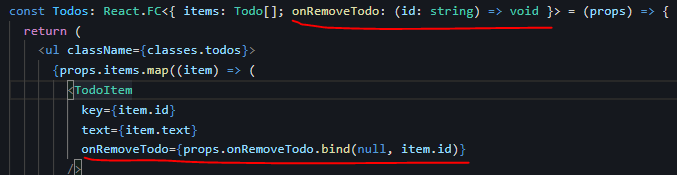 const Todos: React.FC<{ items: Todo[]; onRemoveTodo: (id: string) => void }> = (props) => {
return (
<ul className={classes.todos}>
{props.items.map((item) => (
<TodoItem
key={item.id}
text={item.text}
onRemoveTodo={props.onRemoveTodo.bind(null, item.id)}
/>